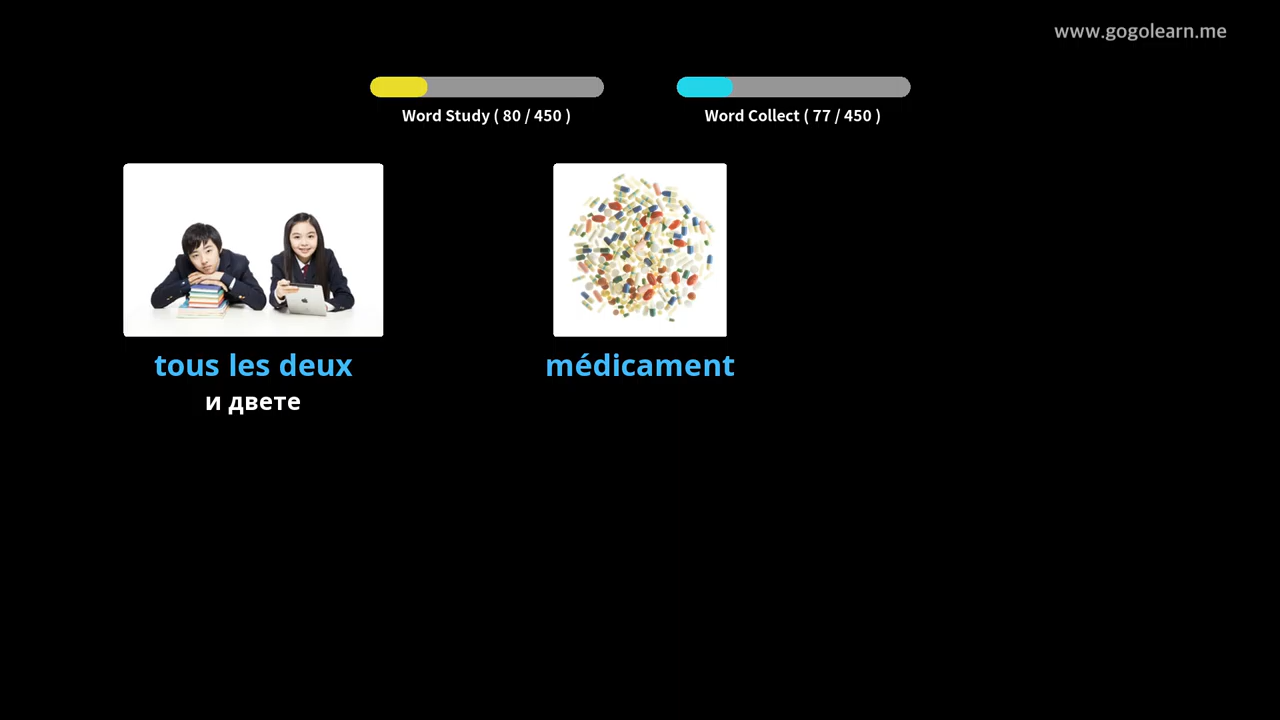 www.gogolearn.me
Word Study ( 80 / 450 )
Word Collect ( 77 / 450 )
tous les deux
и двете
médicament